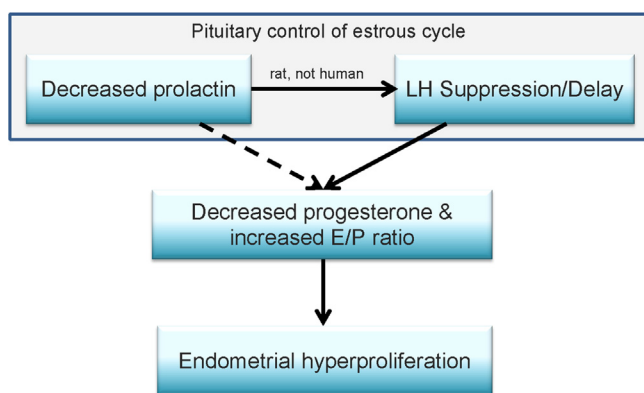 Pituitary control of estrous cycle
Decreased prolactin
rat, not human
LH Suppression/Delay
Decreased progesterone &
increased E/P ratio
Endometrial hyperproliferation